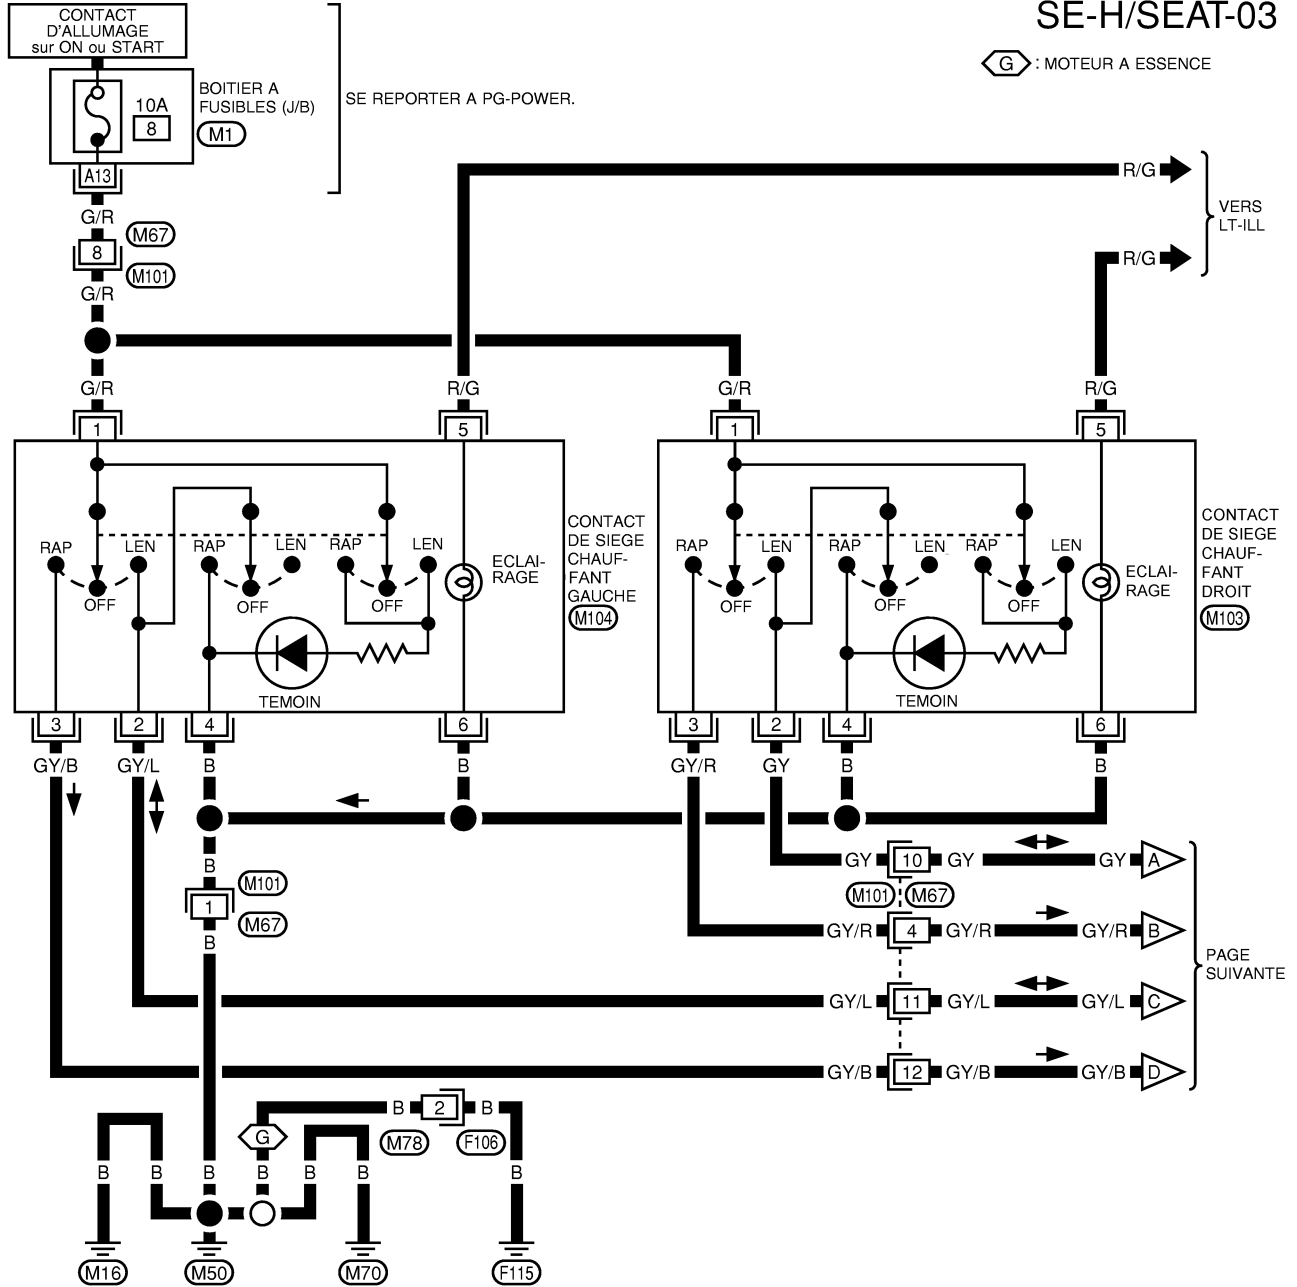 SE-H/SEAT-03
G : MOTEUR A ESSENCE
CONTACT
D'ALLUMAGE
sur ON ou START
BOITIER A
FUSIBLES (J/B)
M1
10A
8
A13
SE REPORTER A PG-POWER.
G/R
8
M67
M101
G/R
R/G
R/G
VERS
LT-ILL
G/R
R/G
G/R
R/G
1
5
1
5
RAP
LEN
OFF
RAP
LEN
OFF
RAP
LEN
OFF
ECLAI-
RAGE
TEMOIN
CONTACT
DE SIEGE
CHAUF-
FANT
GAUCHE
M104
RAP
LEN
OFF
RAP
LEN
OFF
RAP
LEN
OFF
ECLAI-
RAGE
TEMOIN
CONTACT
DE SIEGE
CHAUF-
FANT
DROIT
M103
3
2
4
6
3
2
4
6
GY/B
GY/L
B
B
GY/R
GY
B
B
B
M101
1
M67
B
GY
10
GY
GY
A
M101
M67
GY/R
4
GY/R
GY/R
B
GY/L
11
GY/L
GY/L
C
GY/B
12
GY/B
GY/B
D
PAGE
SUIVANTE
B
2
B
M78
F106
G
B
B
B
B
B
B
B
M16
M50
M70
F115